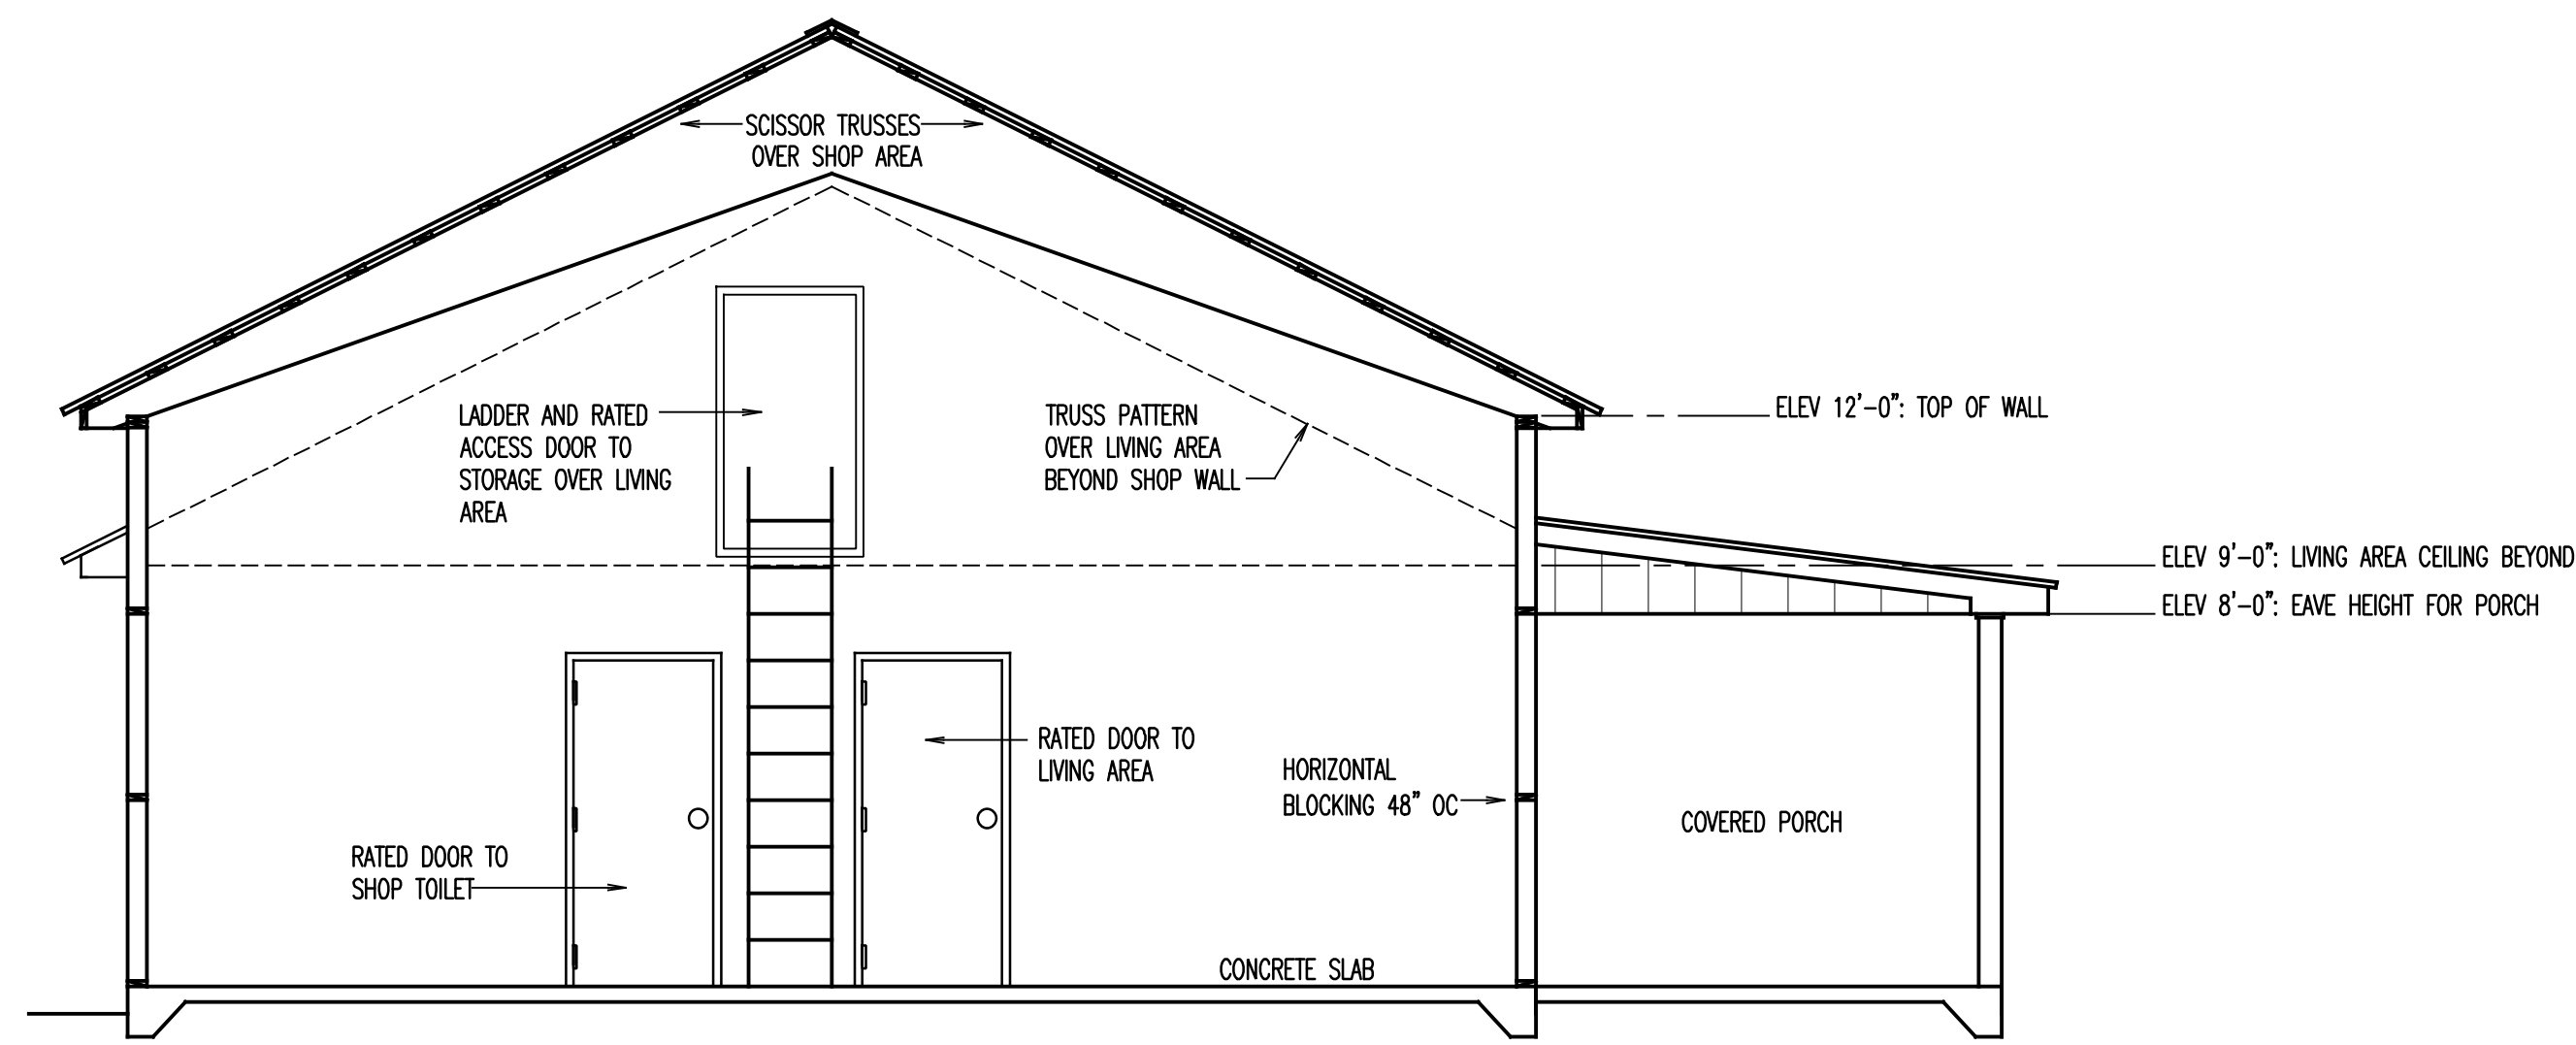 SCISSOR TRUSSES
OVER SHOP AREA
LADDER AND RATED
ACCESS DOOR TO
STORAGE OVER LIVING
AREA
TRUSS PATTERN
OVER LIVING AREA
BEYOND SHOP WALL
ELEV 12'-0": TOP OF WALL
ELEV 9'-0": LIVING AREA CEILING BEYOND
ELEV 8'-0": EAVE HEIGHT FOR PORCH
RATED DOOR TO
LIVING AREA
HORIZONTAL
BLOCKING 48" OC
COVERED PORCH
RATED DOOR TO
SHOP TOILET
CONCRETE SLAB